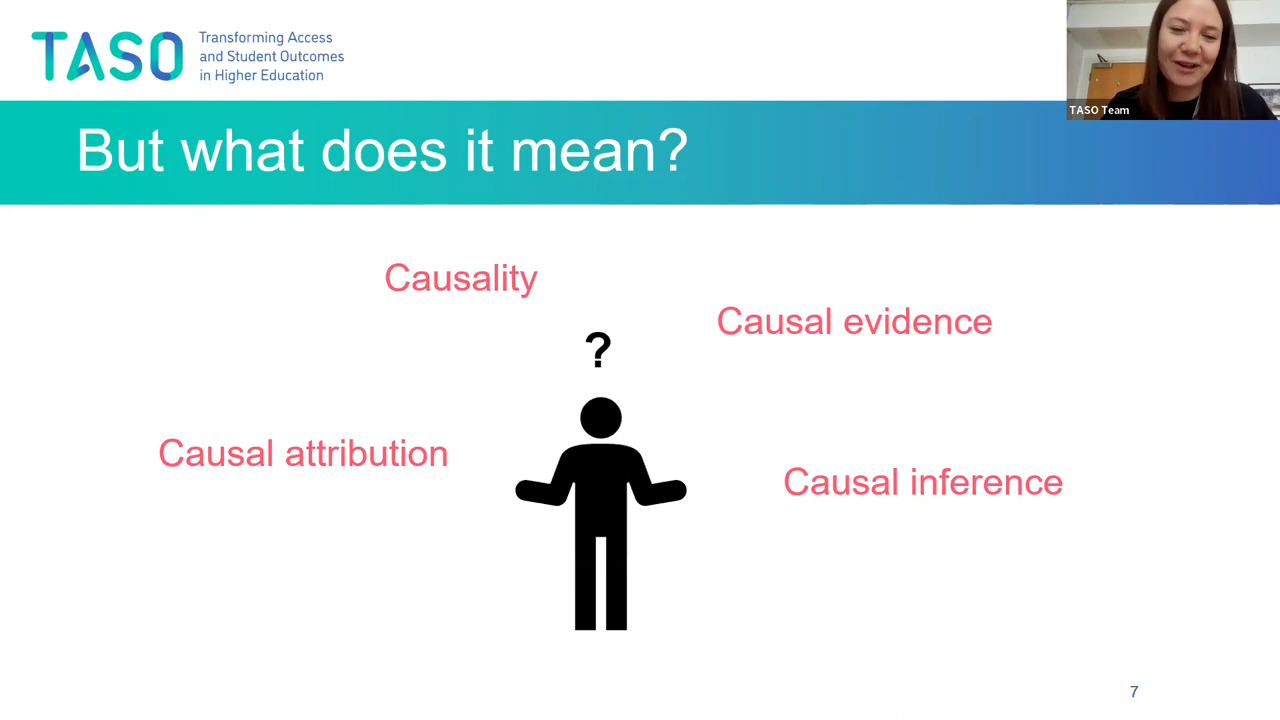 TASO
Transforming Access
and Student Outcomes
in Higher Education
TASO Team
But what does it mean?
Causality
Causal evidence
?
Causal attribution
Causal inference
7